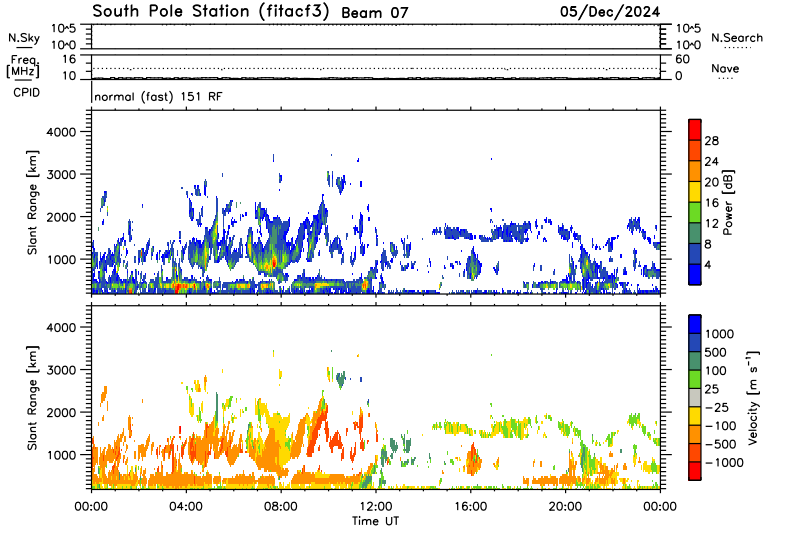 South Pole Station (fitacf3) Beam 07 05/Dec/2024
N.Sky 10^5 10^0 10^5 10^0 N.Search
Freq. [MHz] 16 10 60 0 Nave
CPID normal (fast) 151 RF
Slant Range [km] 4000 3000 2000 1000
28 24 20 16 12 8 4 Power [dB]
Slant Range [km] 4000 3000 2000 1000
1000 500 100 25 −25 −100 −500 −1000 Velocity [m s⁻¹]
00:00 04:00 08:00 12:00 16:00 20:00 00:00
Time UT